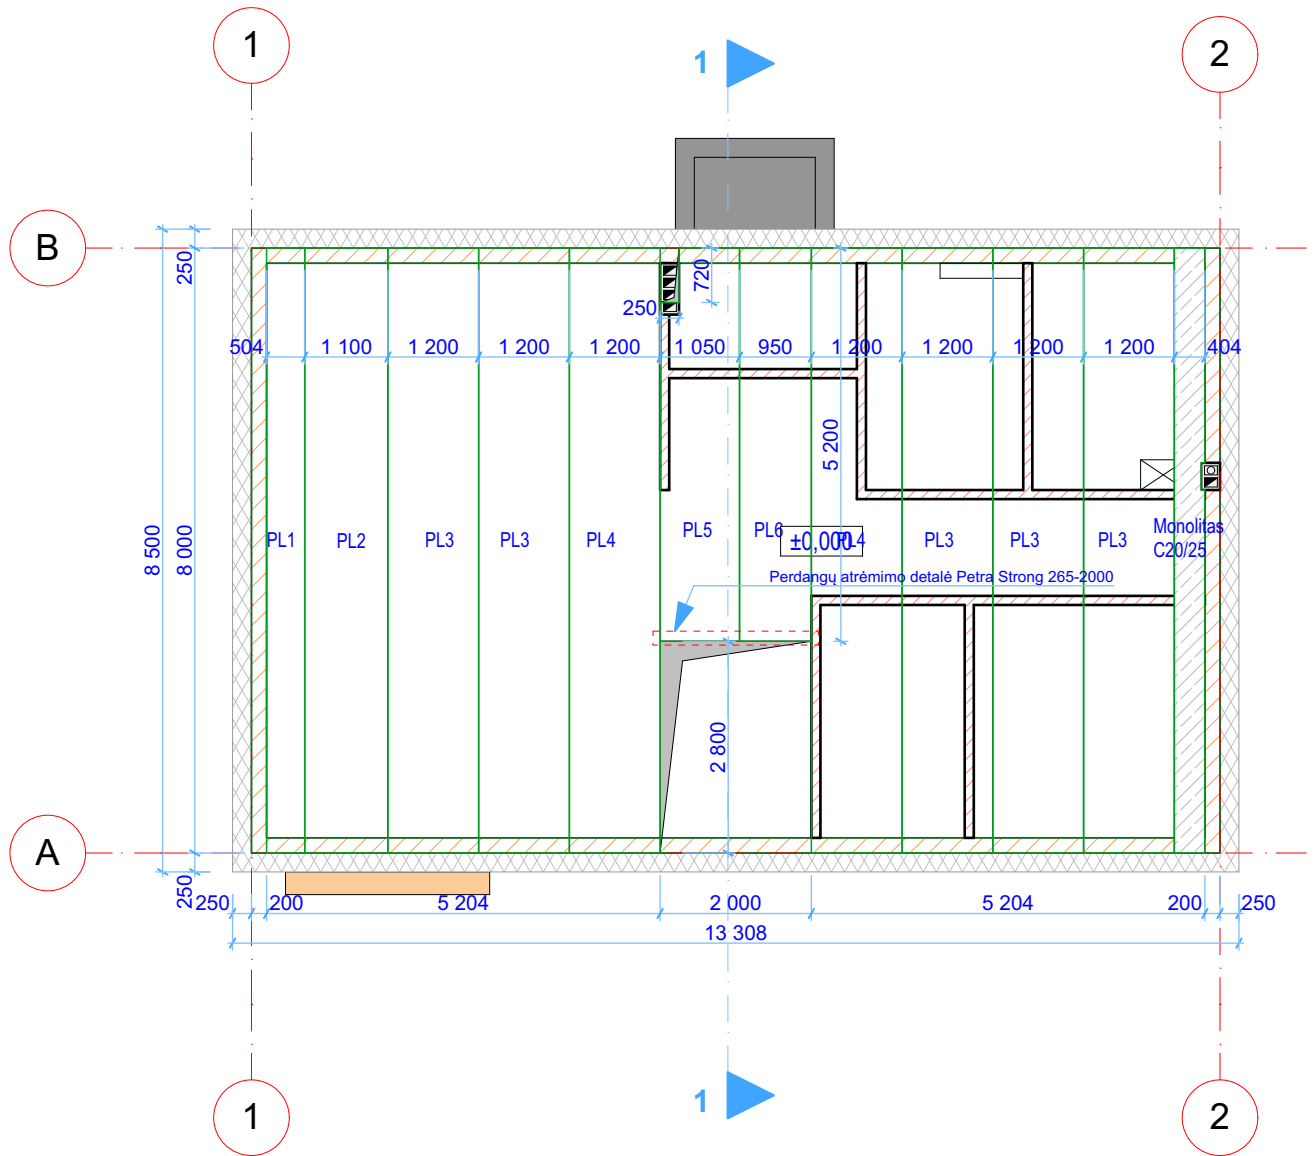 1
1
2
B
250
720
250
504
1 100
1 200
1 200
1 200
1 050
950
1 200
1 200
1 200
1 200
404
5 200
8 500
8 000
PL1
PL2
PL3
PL3
PL4
PL5
PL6
±0,000
PL4
PL3
PL3
PL3
Monolitas
C20/25
Perdangų atrėmimo detalė Petra Strong 265-2000
2 800
A
250
250
200
5 204
2 000
5 204
200
250
13 308
1
1
2